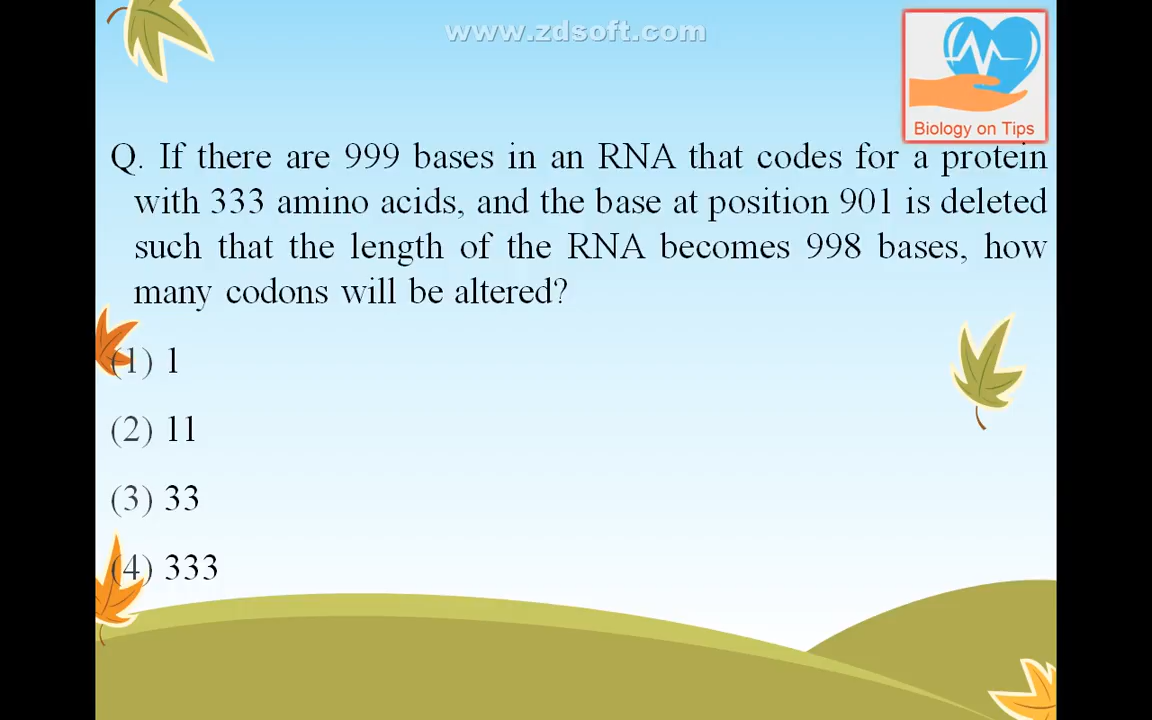 www.zdsoft.com
Biology on Tips
Q. If there are 999 bases in an RNA that codes for a protein
with 333 amino acids, and the base at position 901 is deleted
such that the length of the RNA becomes 998 bases, how
many codons will be altered?
(1) 1
(2) 11
(3) 33
(4) 333